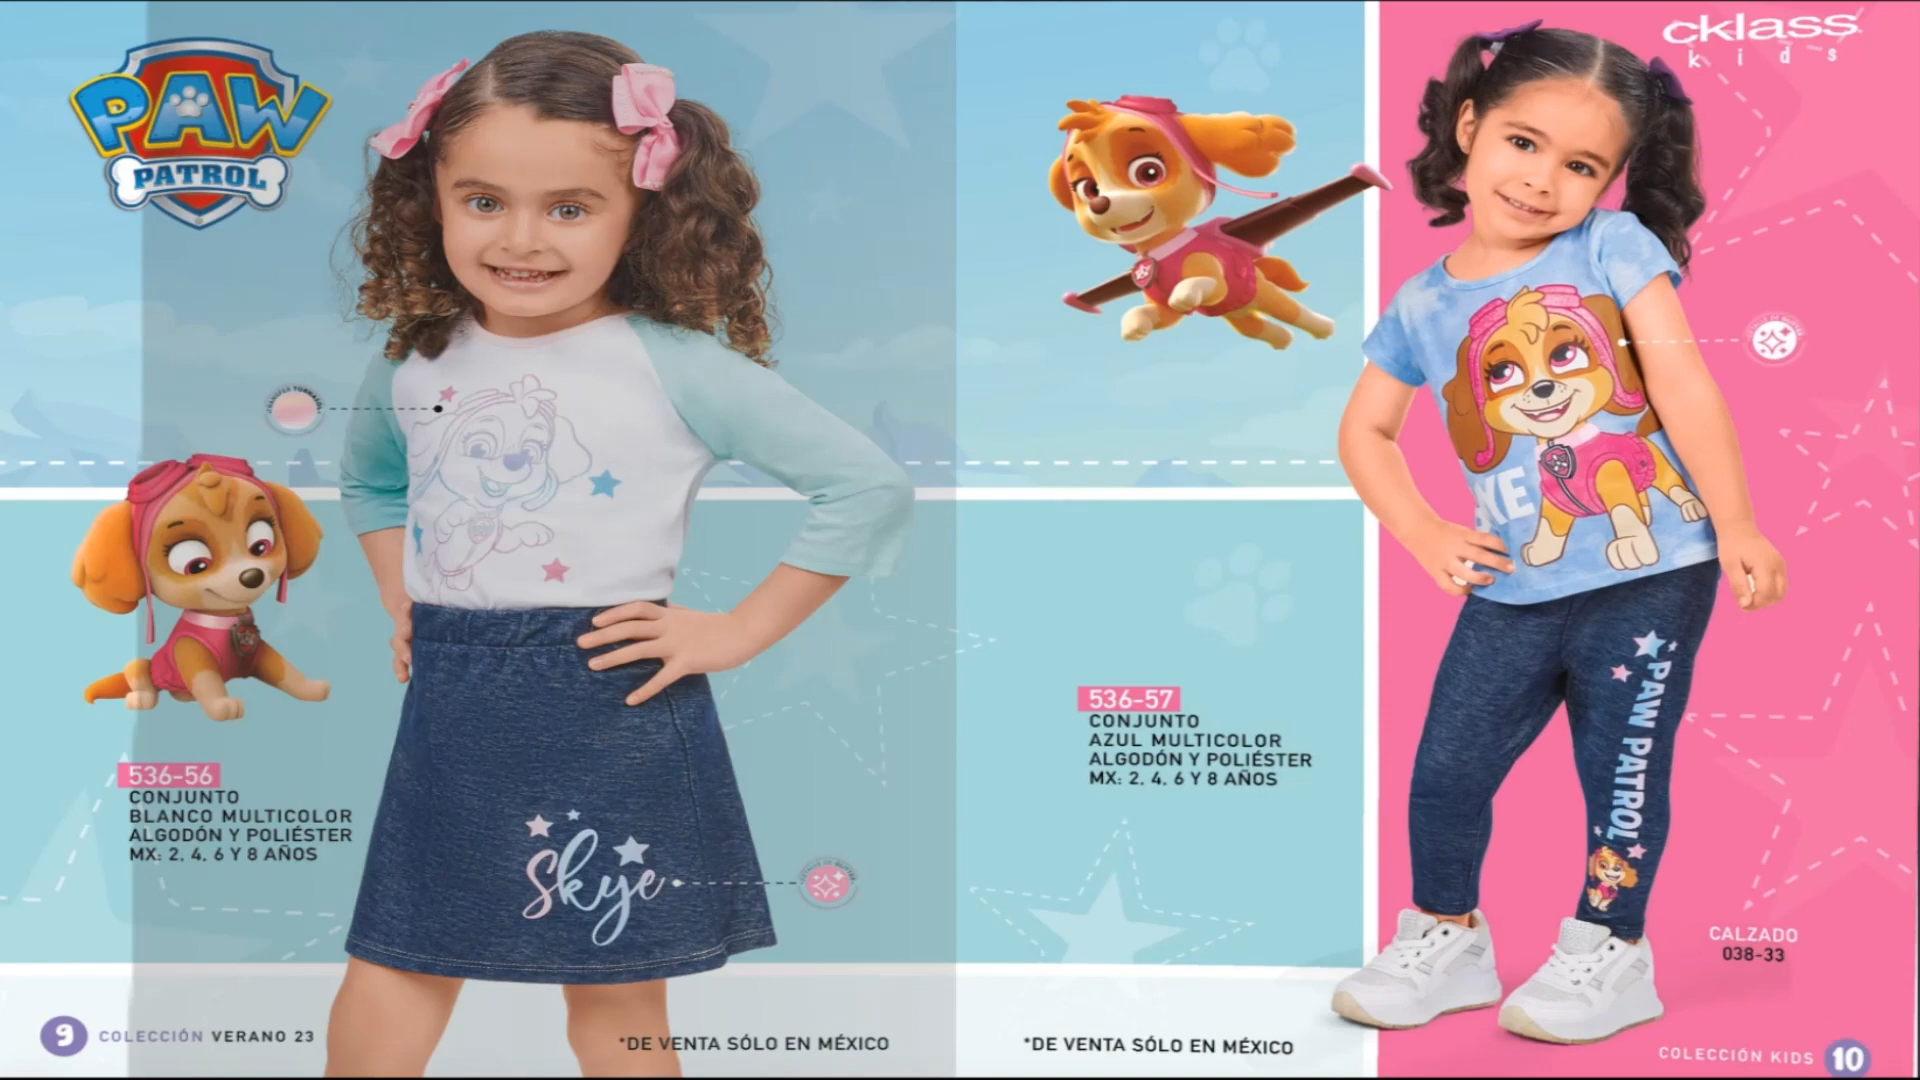 PAW
PATROL
536-56
CONJUNTO
BLANCO MULTICOLOR
ALGODÓN Y POLIÉSTER
MX: 2, 4, 6 Y 8 AÑOS
Skye
9 COLECCIÓN VERANO 23
*DE VENTA SÓLO EN MÉXICO
536-57
CONJUNTO
AZUL MULTICOLOR
ALGODÓN Y POLIÉSTER
MX: 2, 4, 6 Y 8 AÑOS
*DE VENTA SÓLO EN MÉXICO
cklass
kids
PAW PATROL
CALZADO
038-33
COLECCIÓN KIDS 10